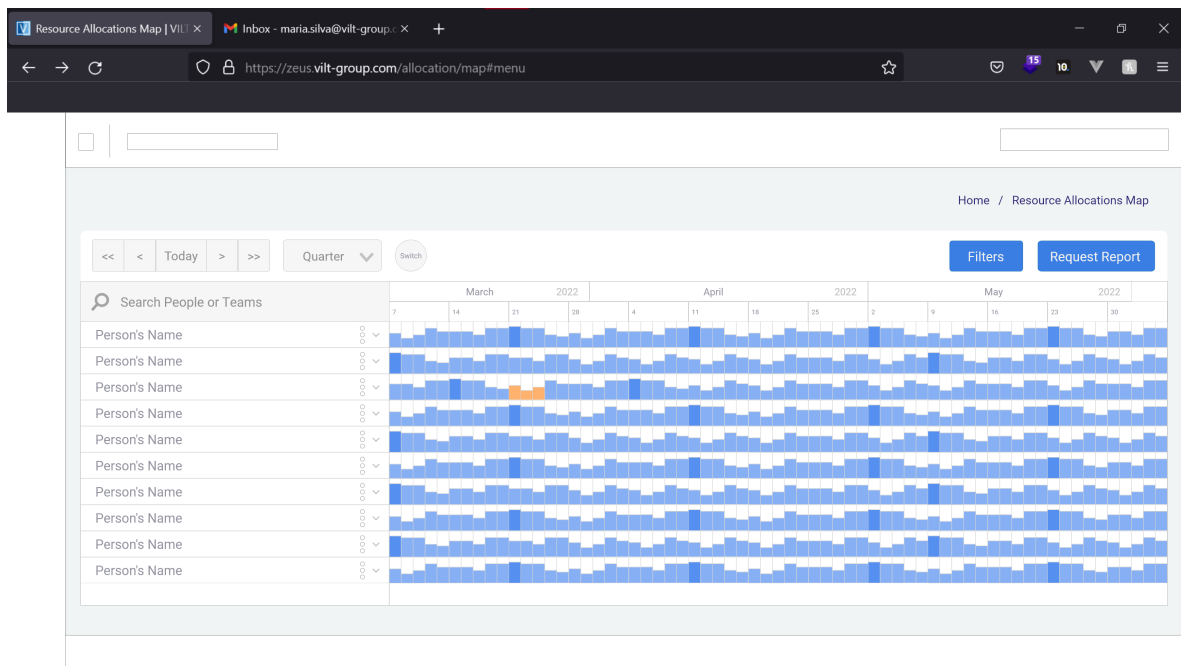 Resource Allocations Map | VILT
Inbox - maria.silva@vilt-group.c
https://zeus.vilt-group.com/allocation/map#menu
15
10.
Home / Resource Allocations Map
<< < Today > >> Quarter Switch Filters Request Report
Search People or Teams
March 2022 April 2022 May 2022
7 14 21 28 4 11 18 25 2 9 16 23 30
Person's Name
Person's Name
Person's Name
Person's Name
Person's Name
Person's Name
Person's Name
Person's Name
Person's Name
Person's Name